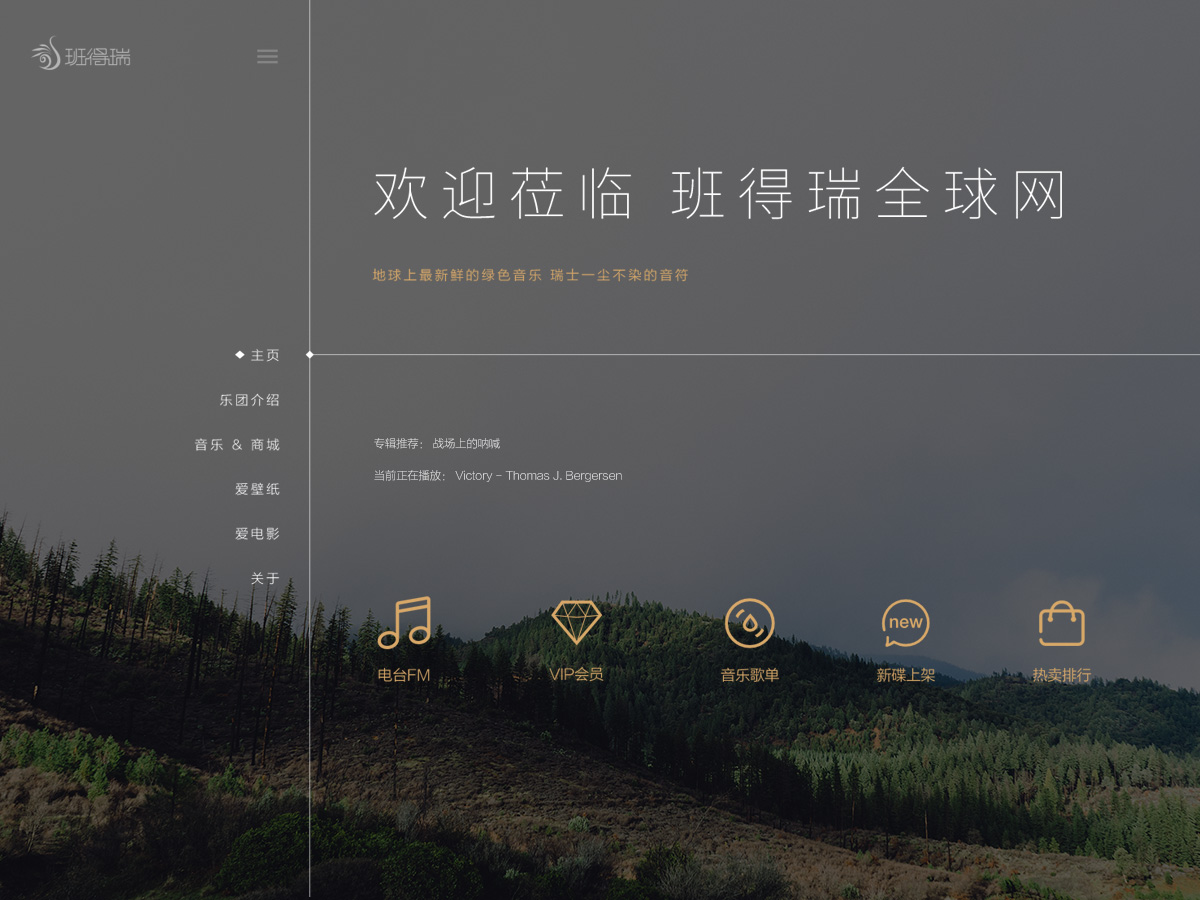 班得瑞
欢迎莅临 班得瑞全球网
地球上最新鲜的绿色音乐 瑞士一尘不染的音符
主页
乐团介绍
音乐 & 商城
爱壁纸
爱电影
关于
专辑推荐： 战场上的呐喊
当前正在播放： Victory - Thomas J. Bergersen
new
电台FM
VIP会员
音乐歌单
新碟上架
热卖排行